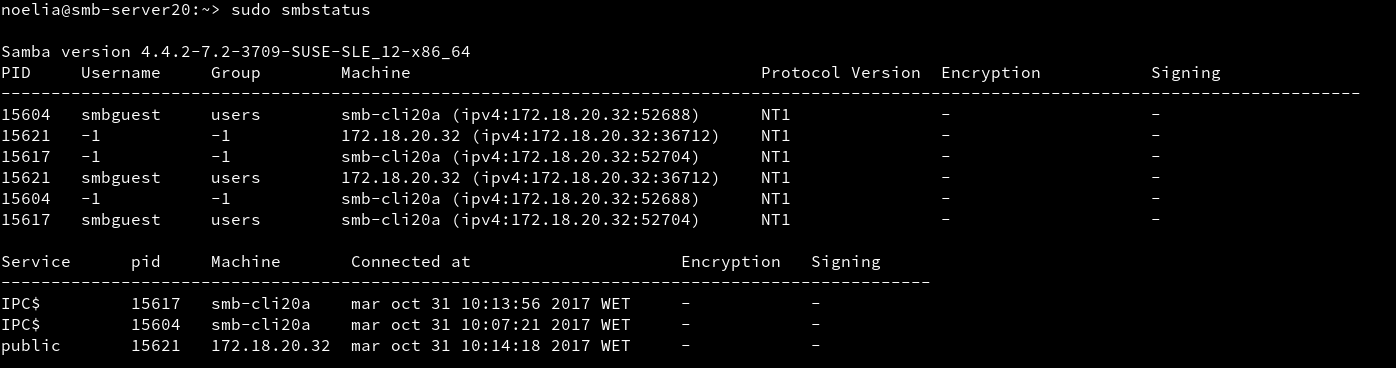 noelia@smb-server20:~> sudo smbstatus

Samba version 4.4.2-7.2-3709-SUSE-SLE_12-x86_64
PID     Username     Group        Machine                                   Protocol Version  Encryption           Signing
----------------------------------------------------------------------------------------------------------------------------------------
15604   smbguest     users        smb-cli20a (ipv4:172.18.20.32:52688)      NT1               -                    -
15621   -1           -1           172.18.20.32 (ipv4:172.18.20.32:36712)    NT1               -                    -
15617   -1           -1           smb-cli20a (ipv4:172.18.20.32:52704)      NT1               -                    -
15621   smbguest     users        172.18.20.32 (ipv4:172.18.20.32:36712)    NT1               -                    -
15604   -1           -1           smb-cli20a (ipv4:172.18.20.32:52688)      NT1               -                    -
15617   smbguest     users        smb-cli20a (ipv4:172.18.20.32:52704)      NT1               -                    -

Service      pid     Machine       Connected at                     Encryption   Signing
---------------------------------------------------------------------------------------------
IPC$         15617   smb-cli20a    mar oct 31 10:13:56 2017 WET     -            -
IPC$         15604   smb-cli20a    mar oct 31 10:07:21 2017 WET     -            -
public       15621   172.18.20.32  mar oct 31 10:14:18 2017 WET     -            -